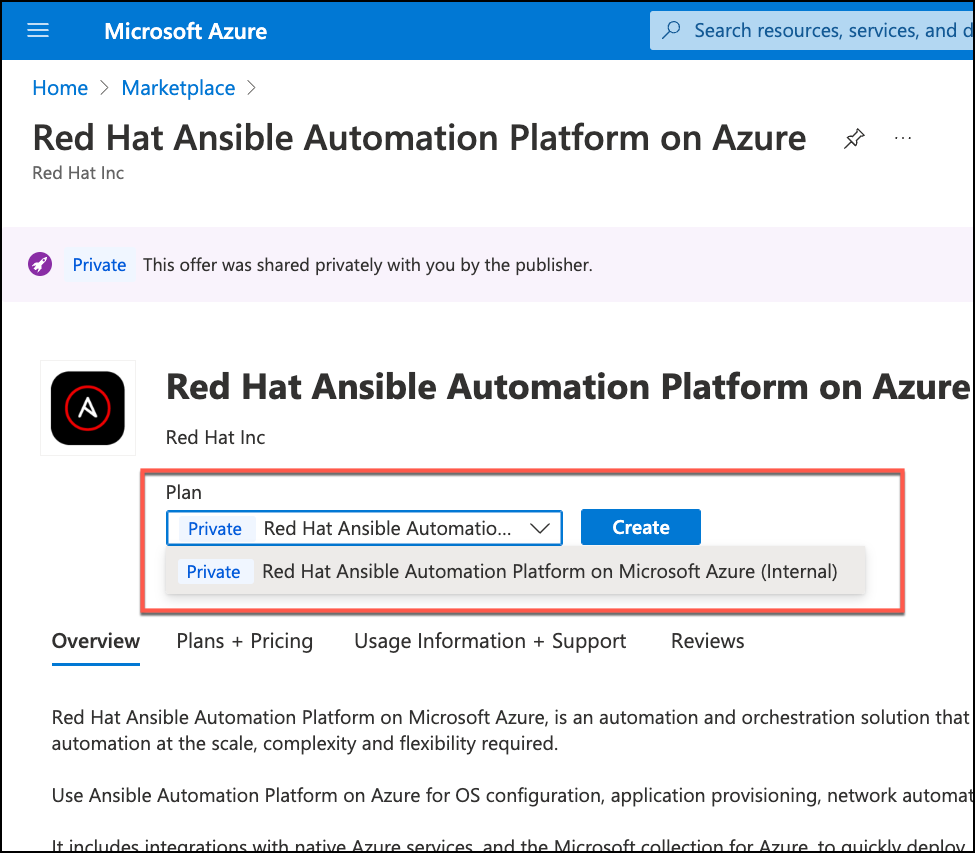 Microsoft Azure
Search resources, services, and d
Home > Marketplace >
Red Hat Ansible Automation Platform on Azure
Red Hat Inc
Private This offer was shared privately with you by the publisher.
Red Hat Ansible Automation Platform on Azure
Red Hat Inc
Plan
Private Red Hat Ansible Automatio...
Create
Private Red Hat Ansible Automation Platform on Microsoft Azure (Internal)
Overview Plans + Pricing Usage Information + Support Reviews
Red Hat Ansible Automation Platform on Microsoft Azure, is an automation and orchestration solution that
automation at the scale, complexity and flexibility required.
Use Ansible Automation Platform on Azure for OS configuration, application provisioning, network automat
It includes integrations with native Azure services, and the Microsoft collection for Azure, to quickly deploy,